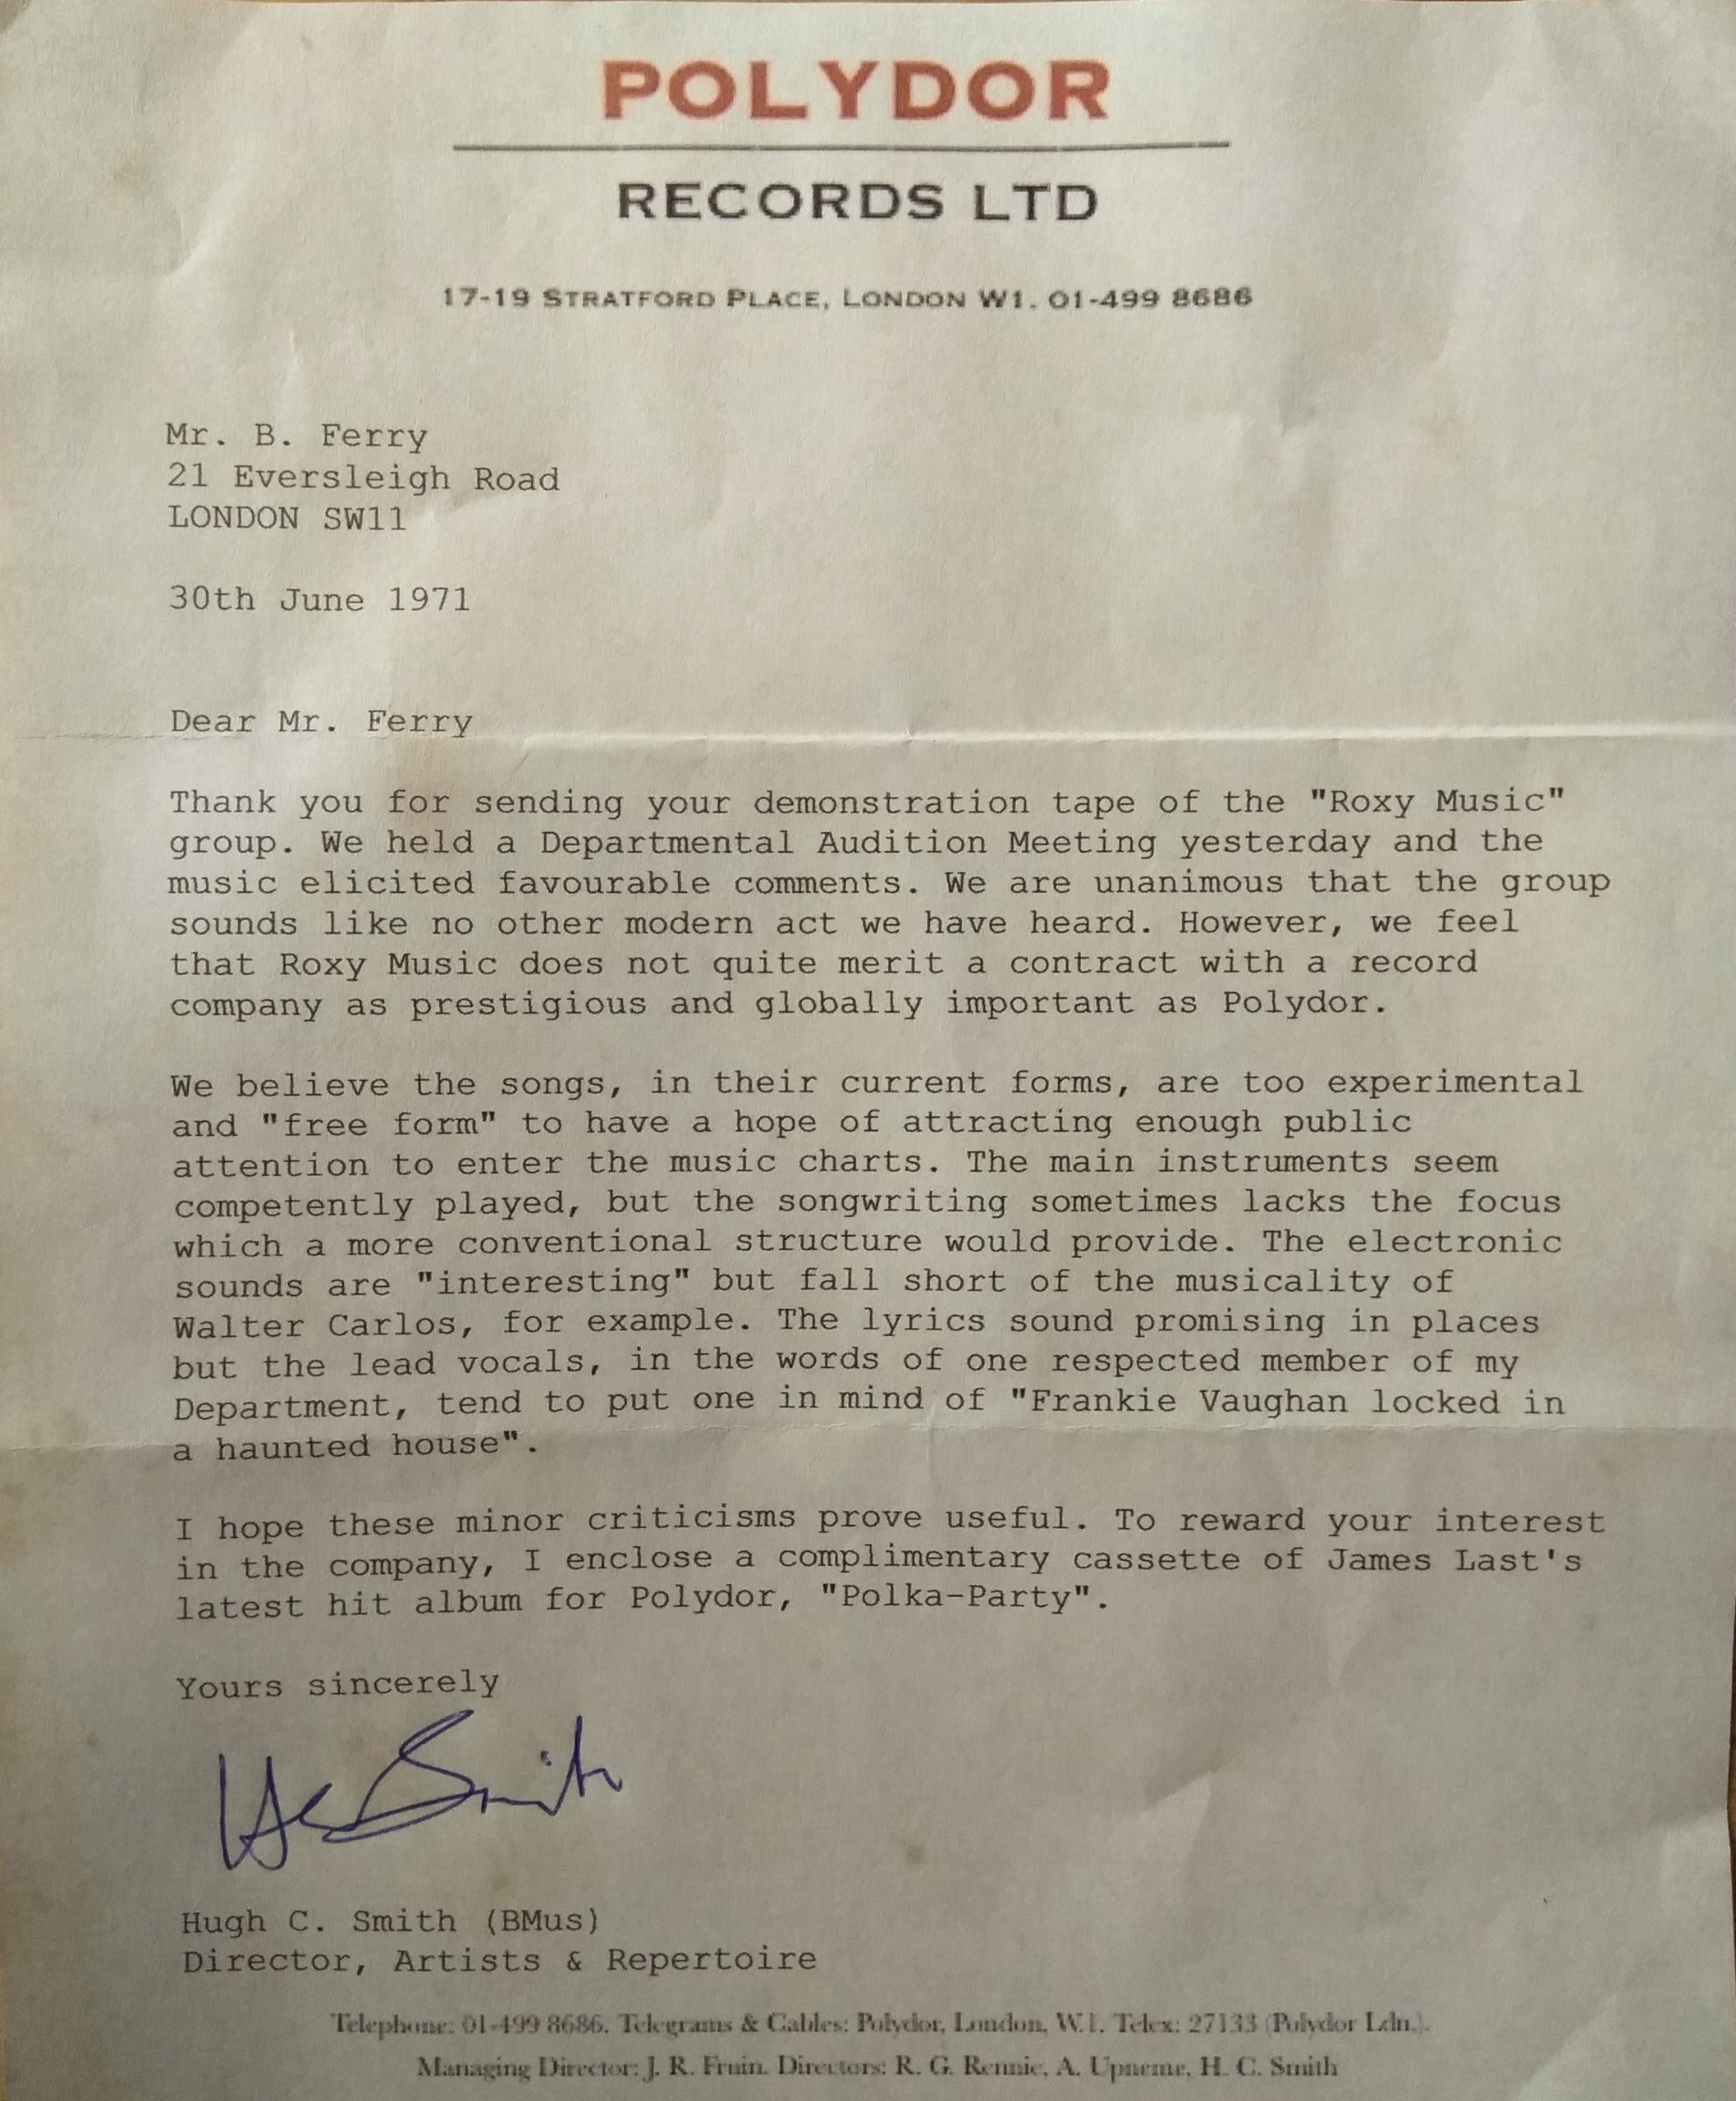 POLYDOR
RECORDS LTD
17-19 STRATFORD PLACE, LONDON W1. 01-499 8686
Mr. B. Ferry
21 Eversleigh Road
LONDON SW11
30th June 1971
Dear Mr. Ferry
Thank you for sending your demonstration tape of the "Roxy Music"
group. We held a Departmental Audition Meeting yesterday and the
music elicited favourable comments. We are unanimous that the group
sounds like no other modern act we have heard. However, we feel
that Roxy Music does not quite merit a contract with a record
company as prestigious and globally important as Polydor.
We believe the songs, in their current forms, are too experimental
and "free form" to have a hope of attracting enough public
attention to enter the music charts. The main instruments seem
competently played, but the songwriting sometimes lacks the focus
which a more conventional structure would provide. The electronic
sounds are "interesting" but fall short of the musicality of
Walter Carlos, for example. The lyrics sound promising in places
but the lead vocals, in the words of one respected member of my
Department, tend to put one in mind of "Frankie Vaughan locked in
a haunted house".
I hope these minor criticisms prove useful. To reward your interest
in the company, I enclose a complimentary cassette of James Last's
latest hit album for Polydor, "Polka-Party".
Yours sincerely
HC Smith
Hugh C. Smith (BMus)
Director, Artists & Repertoire
Telephone: 01-499 8686. Telegrams & Cables: Polydor, London, W.1. Telex: 27133 (Polydor Ldn.).
Managing Director: J. R. Fruin. Directors: R. G. Rennie, A. Upneme, H. C. Smith